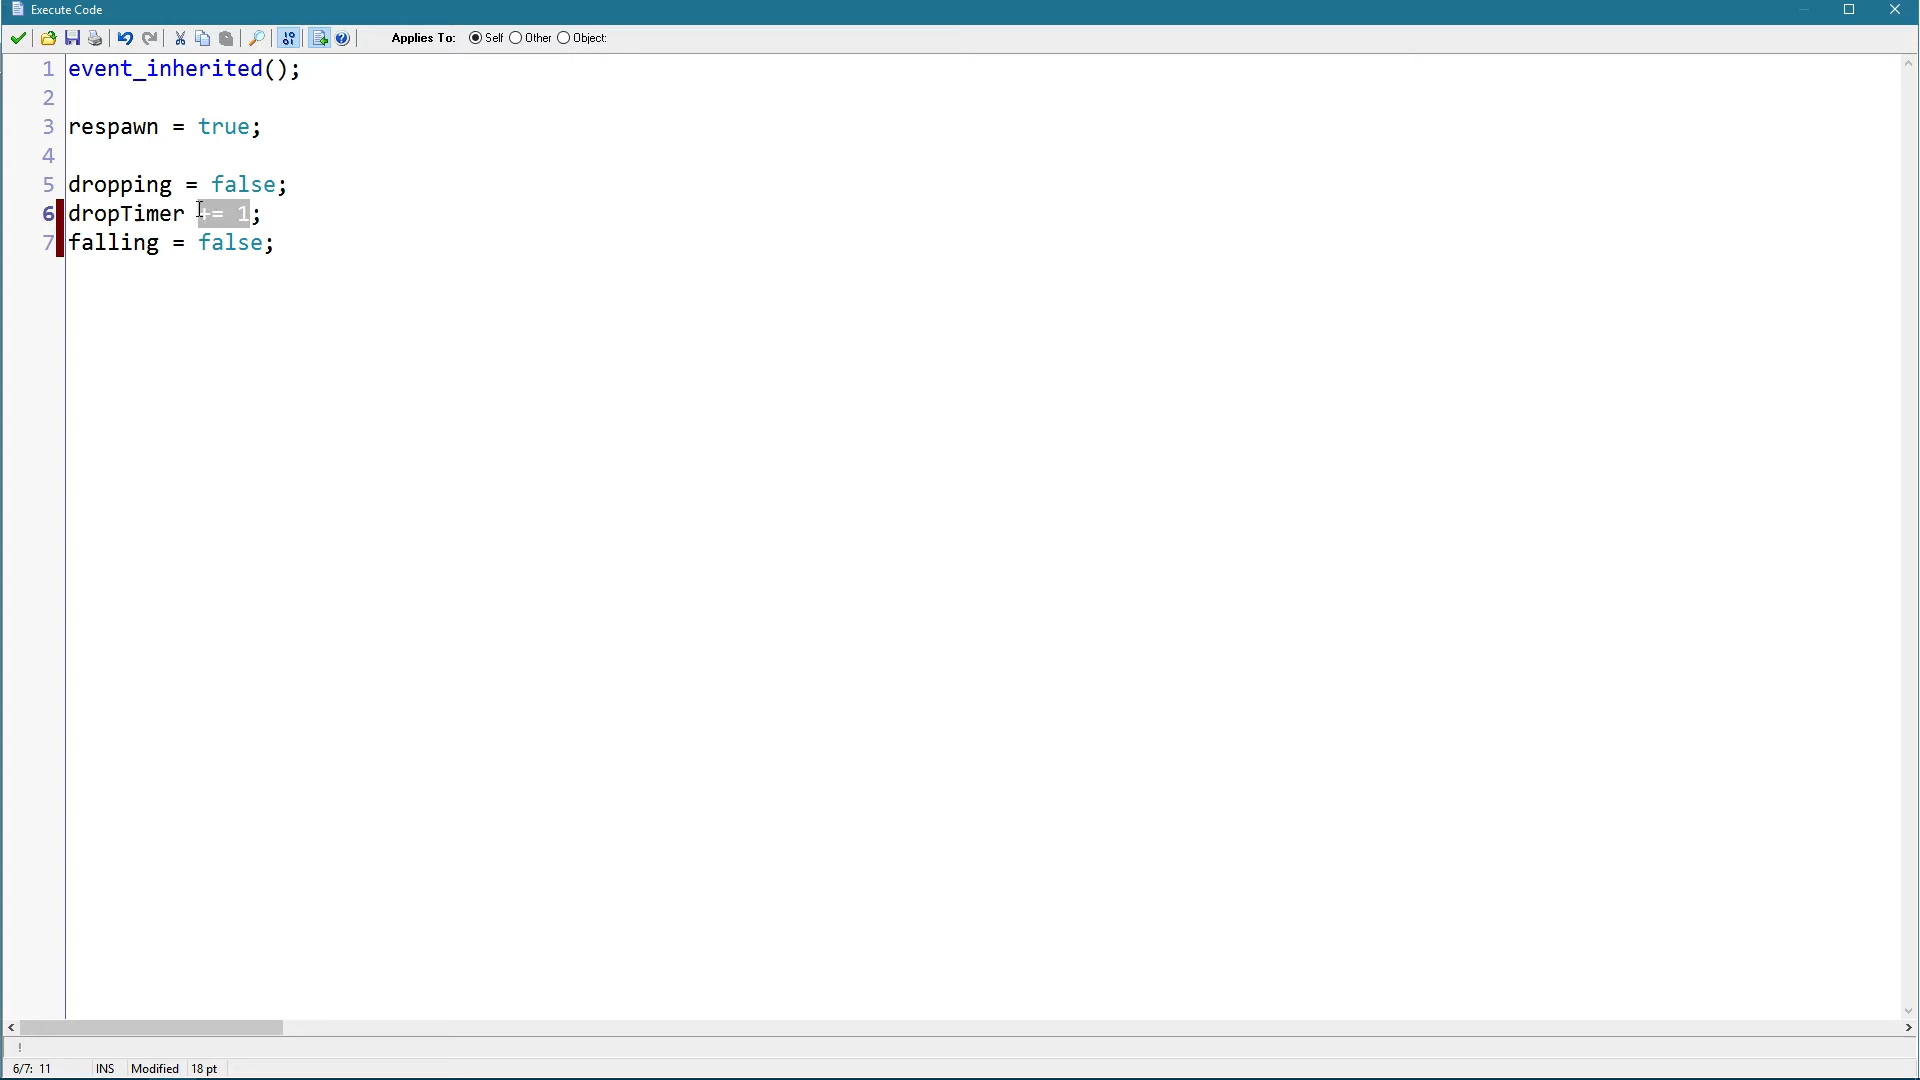 Execute Code
Applies To: Self Other Object:
1 event_inherited();
2
3 respawn = true;
4
5 dropping = false;
6 dropTimer += 1;
7 falling = false;
!
6/7: 11 INS Modified 18 pt